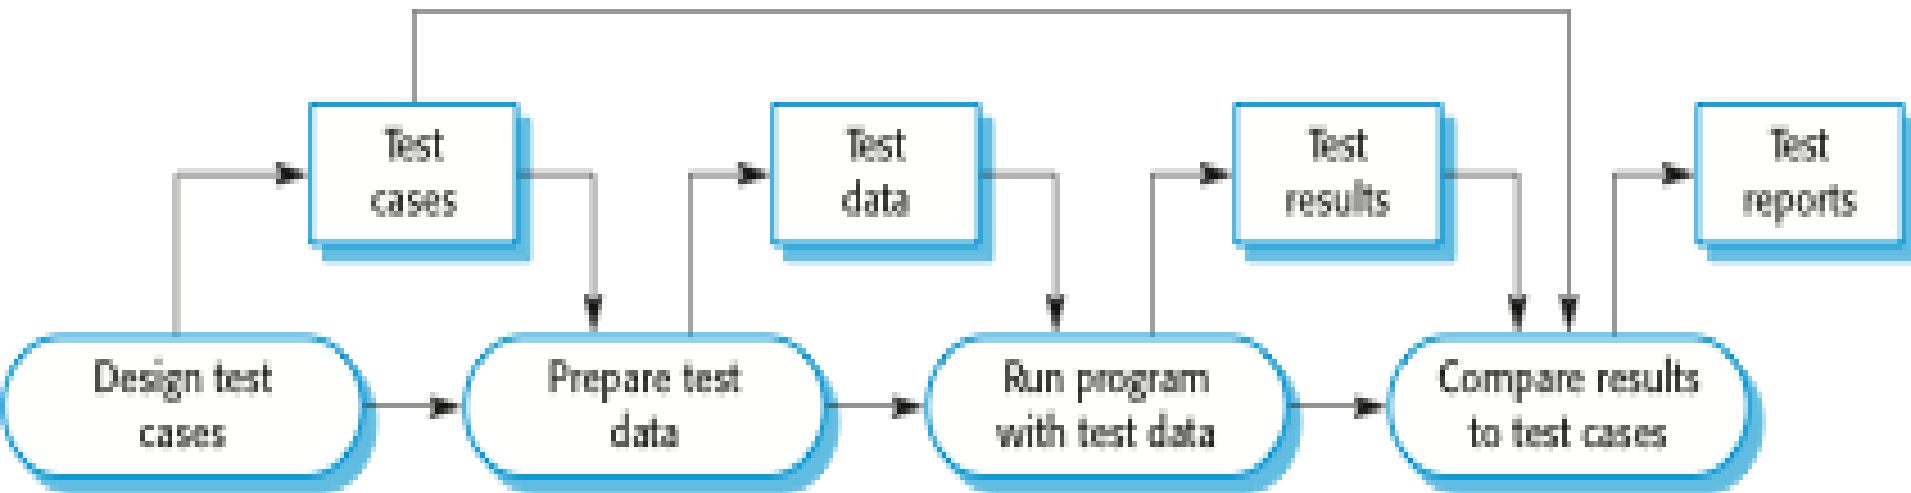 Test
cases
Test
data
Test
results
Test
reports
Design test
cases
Prepare test
data
Run program
with test data
Compare results
to test cases